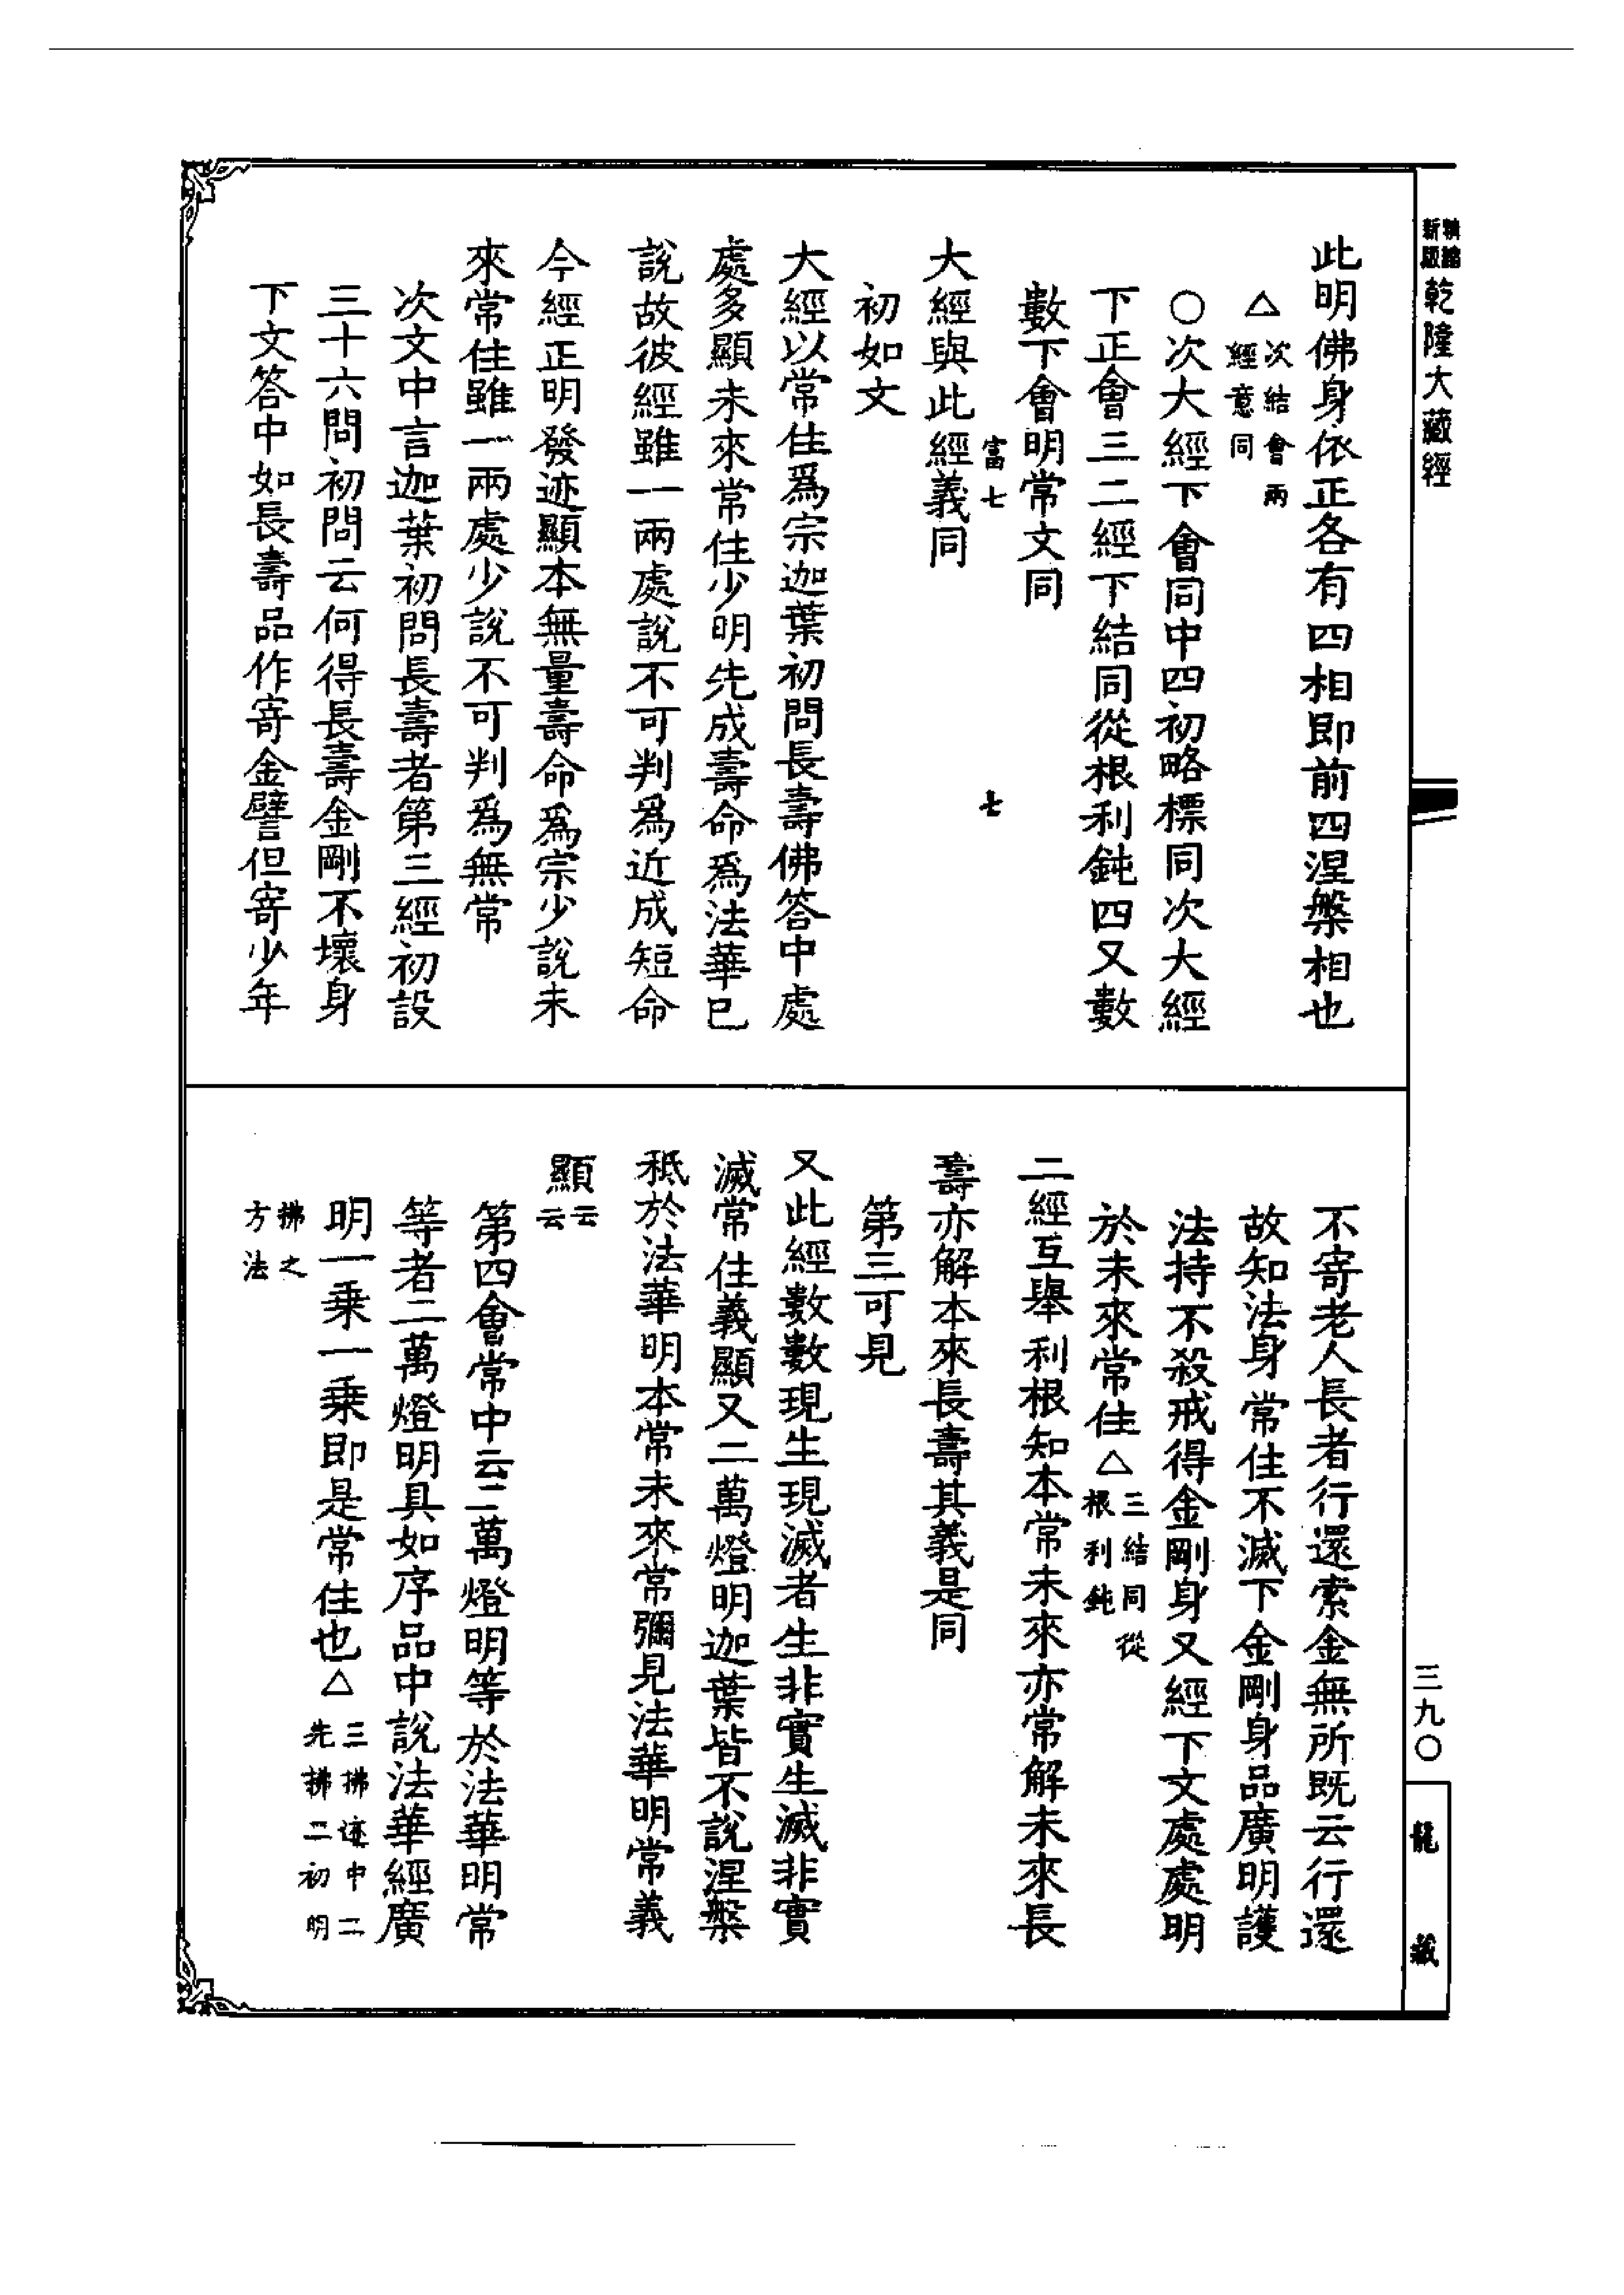 新版
精縮
乾隆大藏經
此明佛身依正各有四相即前四涅槃相也
△次結會兩
經意同
○次大經下會同中四初略標同次大經
下正會三二經下結同從根利鈍四又數
數下會明常文同
富七
七
大經與此經義同
初如文
大經以常住爲宗迦葉初問長壽佛答中處
處多顯未來常住少明先成壽命爲法華已
說故彼經雖一兩處說不可判爲近成短命
今經正明發迹顯本無量壽命爲宗少說未
來常住雖一兩處少說不可判爲無常
次文中言迦葉初問長壽者第三經初設
三十六問初問云何得長壽金剛不壞身
下文答中如長壽品作寄金譬但寄少年
不寄老人長者行還索金無所既云行還
故知法身常住不滅下金剛身品廣明護
法持不殺戒得金剛身又經下文處處明
於未來常住△三結同從
根利鈍
二經互舉利根知本常未來亦常解未來長
壽亦解本來長壽其義是同
第三可見
又此經數數現生現滅者生非實生滅非實
滅常住義顯又二萬燈明迦葉皆不說涅槃
秖於法華明本常未來常彌見法華明常義
顯云云
第四會常中云二萬燈明等於法華明常
等者二萬燈明具如序品中說法華經廣
明一乘一乘即是常住也△三拂迹中二
先拂二初明
拂之
方法
三九〇
龍藏